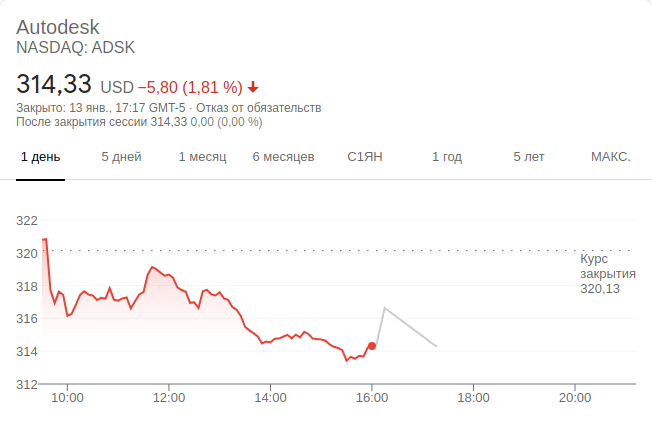 Autodesk
NASDAQ: ADSK
314,33 USD −5,80 (1,81 %)
Закрыто: 13 янв., 17:17 GMT-5 · Отказ от обязательств
После закрытия сессии 314,33 0,00 (0,00 %)
1 день 5 дней 1 месяц 6 месяцев С1ЯН 1 год 5 лет МАКС.
322
320
318
316
314
312
Курс
закрытия
320,13
10:00 12:00 14:00 16:00 18:00 20:00